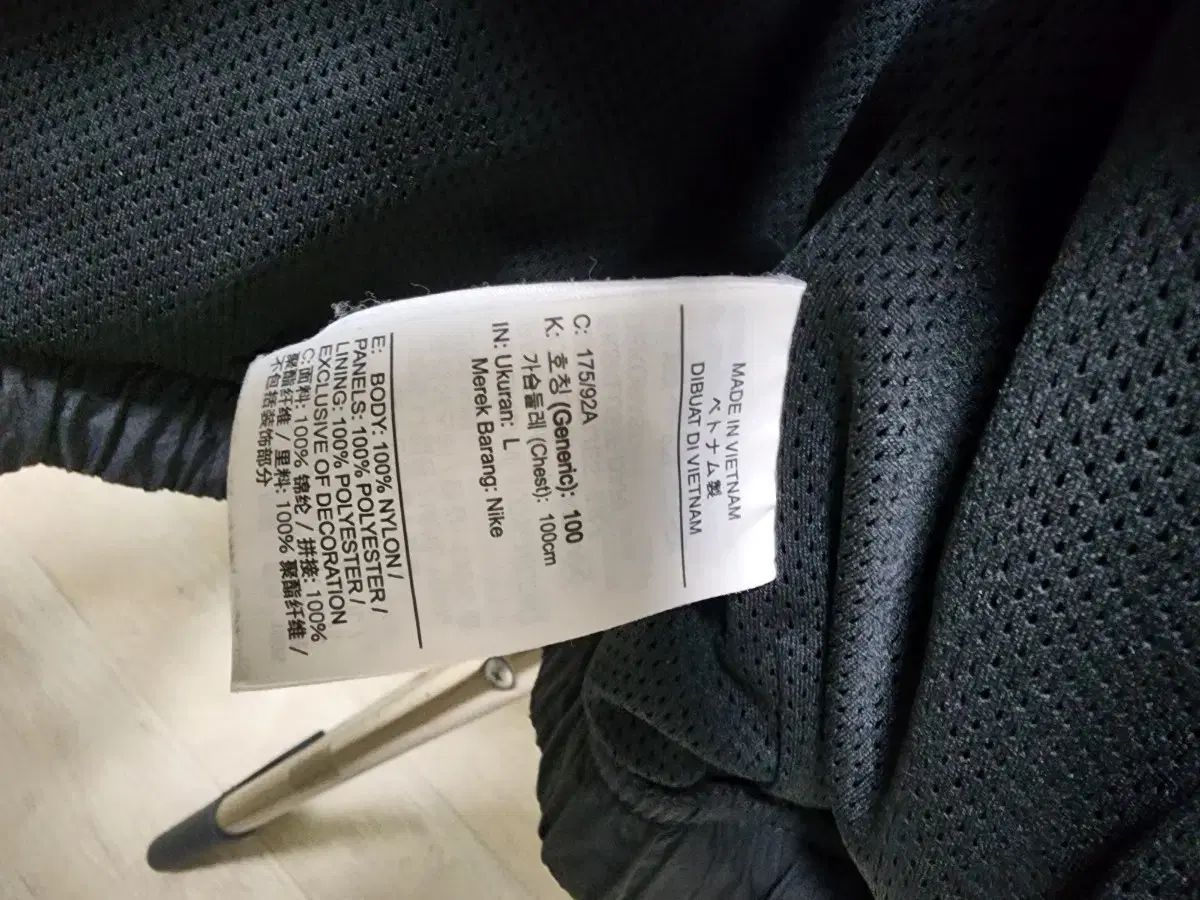 MADE IN VIETNAM
ベトナム製
DIBUAT DI VIETNAM
C: 175/92A
K: 호칭 (Generic): 100
가슴둘레 (Chest): 100cm
IN: Ukuran: L
Merek Barang: Nike
E: BODY: 100% NYLON /
PANELS: 100% POLYESTER /
LINING: 100% POLYESTER /
EXCLUSIVE OF DECORATION
C:面料: 100% 锦纶 / 拼接: 100%
聚酯纤维 / 里料: 100% 聚酯纤维 /
不包括装饰部分